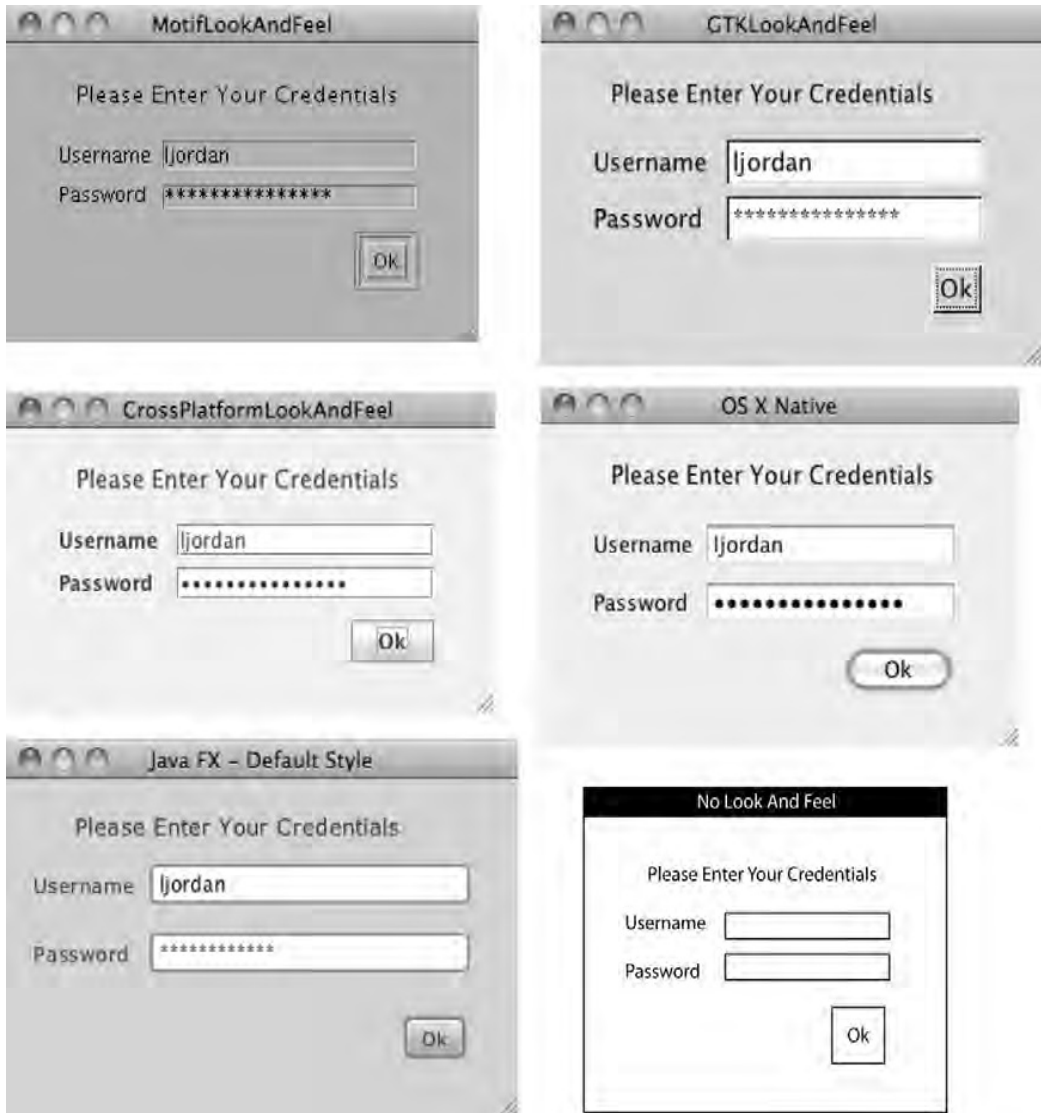 MotifLookAndFeel
Please Enter Your Credentials
Username ljordan
Password ***************
Ok
GTKLookAndFeel
Please Enter Your Credentials
Username ljordan
Password ***************
Ok
CrossPlatformLookAndFeel
Please Enter Your Credentials
Username ljordan
Password •••••••••••••••
Ok
OS X Native
Please Enter Your Credentials
Username ljordan
Password •••••••••••••••
Ok
Java FX – Default Style
Please Enter Your Credentials
Username ljordan
Password ************
Ok
No Look And Feel
Please Enter Your Credentials
Username
Password
Ok